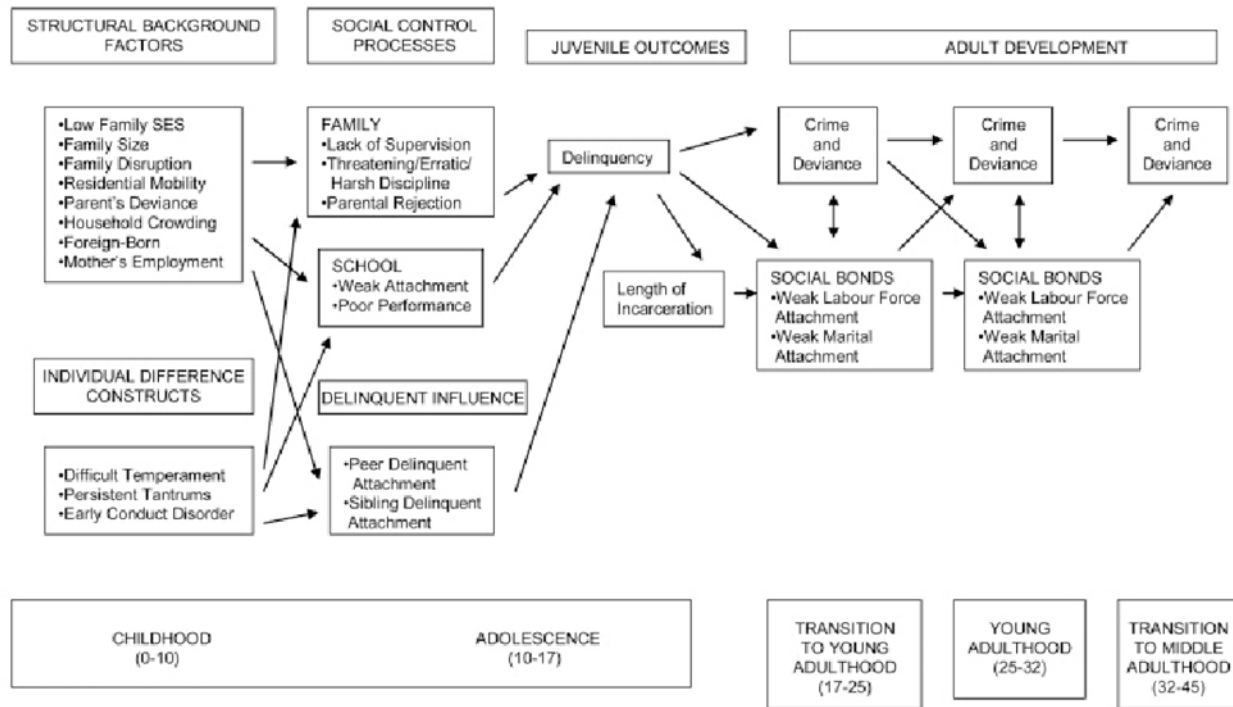 STRUCTURAL BACKGROUND
FACTORS
SOCIAL CONTROL
PROCESSES
JUVENILE OUTCOMES
ADULT DEVELOPMENT
•Low Family SES
•Family Size
•Family Disruption
•Residential Mobility
•Parent's Deviance
•Household Crowding
•Foreign-Born
•Mother's Employment
FAMILY
•Lack of Supervision
•Threatening/Erratic/
Harsh Discipline
•Parental Rejection
SCHOOL
•Weak Attachment
•Poor Performance
Delinquency
Length of
Incarceration
Crime
and
Deviance
Crime
and
Deviance
Crime
and
Deviance
SOCIAL BONDS
•Weak Labour Force
Attachment
•Weak Marital
Attachment
SOCIAL BONDS
•Weak Labour Force
Attachment
•Weak Marital
Attachment
INDIVIDUAL DIFFERENCE
CONSTRUCTS
DELINQUENT INFLUENCE
•Difficult Temperament
•Persistent Tantrums
•Early Conduct Disorder
•Peer Delinquent
Attachment
•Sibling Delinquent
Attachment
CHILDHOOD
(0-10)
ADOLESCENCE
(10-17)
TRANSITION
TO YOUNG
ADULTHOOD
(17-25)
YOUNG
ADULTHOOD
(25-32)
TRANSITION
TO MIDDLE
ADULTHOOD
(32-45)